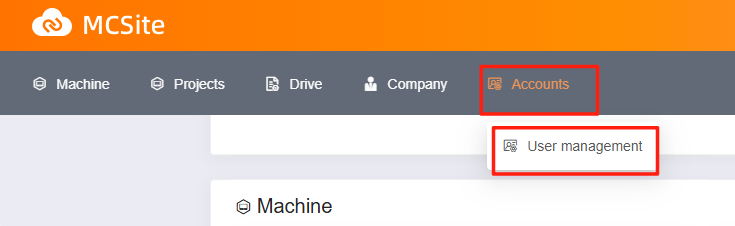 MCSite
Machine Projects Drive Company Accounts
User management
Machine